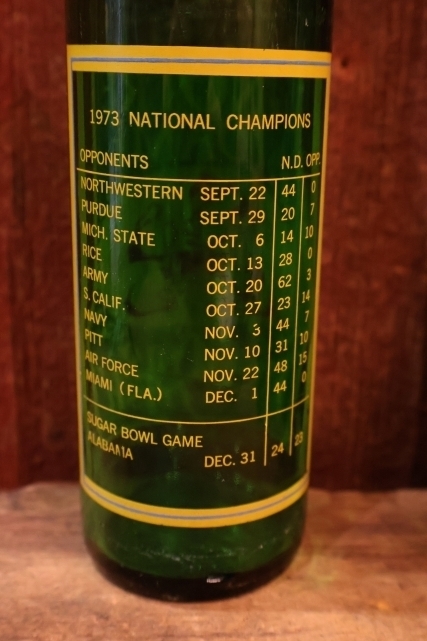 1973 NATIONAL CHAMPIONS
OPPONENTS N.D. OPP.
NORTHWESTERN SEPT. 22 44 0
PURDUE SEPT. 29 20 7
MICH. STATE OCT. 6 14 10
RICE OCT. 13 28 0
ARMY OCT. 20 62 3
S. CALIF. OCT. 27 23 14
NAVY NOV. 3 44 7
PITT NOV. 10 31 10
AIR FORCE NOV. 22 48 15
MIAMI (FLA.) DEC. 1 44 0
SUGAR BOWL GAME
ALABAMA DEC. 31 24 23